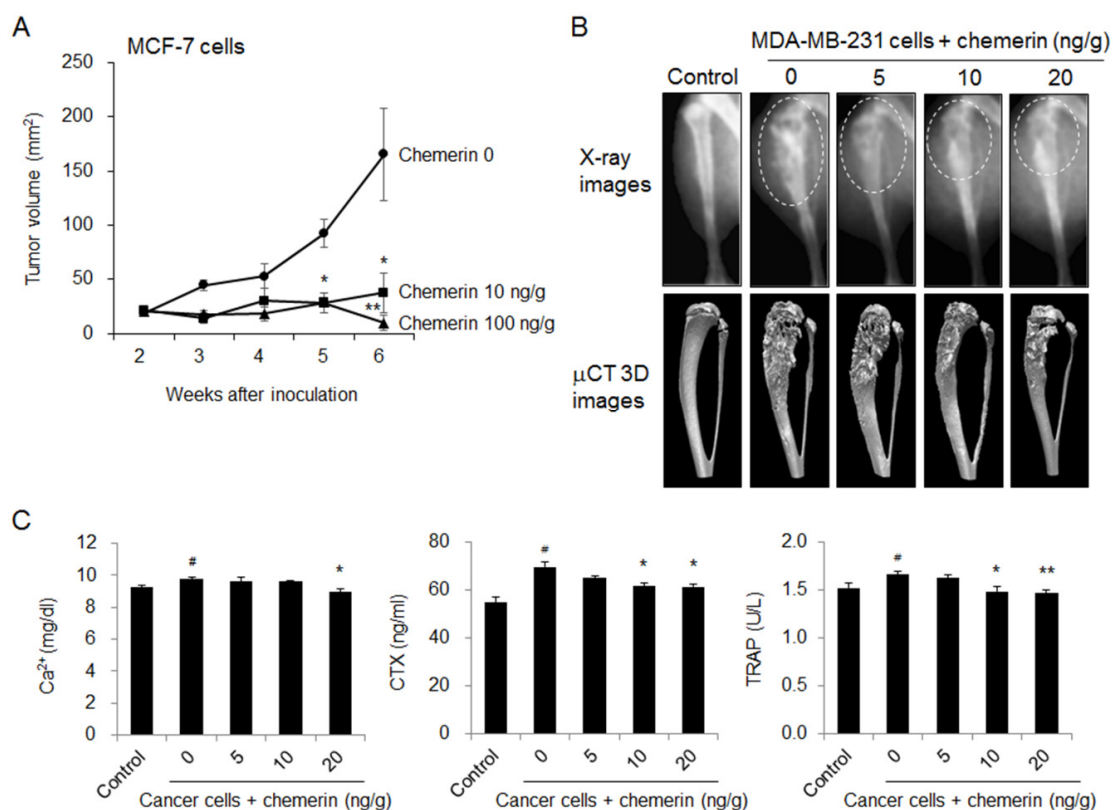 A
MCF-7 cells
250
200
150
100
50
0
Tumor volume (mm²)
Chemerin 0
*
*
Chemerin 10 ng/g
**
Chemerin 100 ng/g
2 3 4 5 6
Weeks after inoculation
B
MDA-MB-231 cells + chemerin (ng/g)
Control 0 5 10 20
X-ray
images
μCT 3D
images
C
12
10
8
6
4
2
0
Ca²⁺ (mg/dl)
# *
Control 0 5 10 20
Cancer cells + chemerin (ng/g)
80
60
40
20
0
CTX (ng/ml)
# * *
Control 0 5 10 20
Cancer cells + chemerin (ng/g)
2.0
1.5
1.0
0.5
0.0
TRAP (U/L)
# * **
Control 0 5 10 20
Cancer cells + chemerin (ng/g)